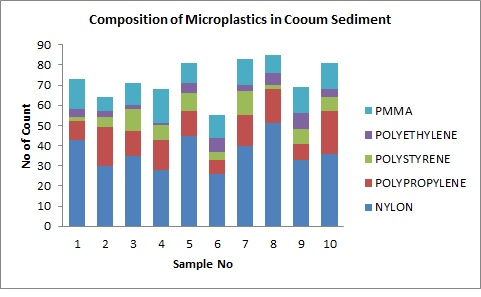 Composition of Microplastics in Cooum Sediment
No of Count
90
80
70
60
50
40
30
20
10
0
1 2 3 4 5 6 7 8 9 10
Sample No
PMMA
POLYETHYLENE
POLYSTYRENE
POLYPROPYLENE
NYLON